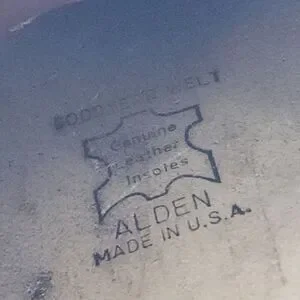 GOODYEAR WELT
Genuine
Leather
Insoles
ALDEN
MADE IN U.S.A.